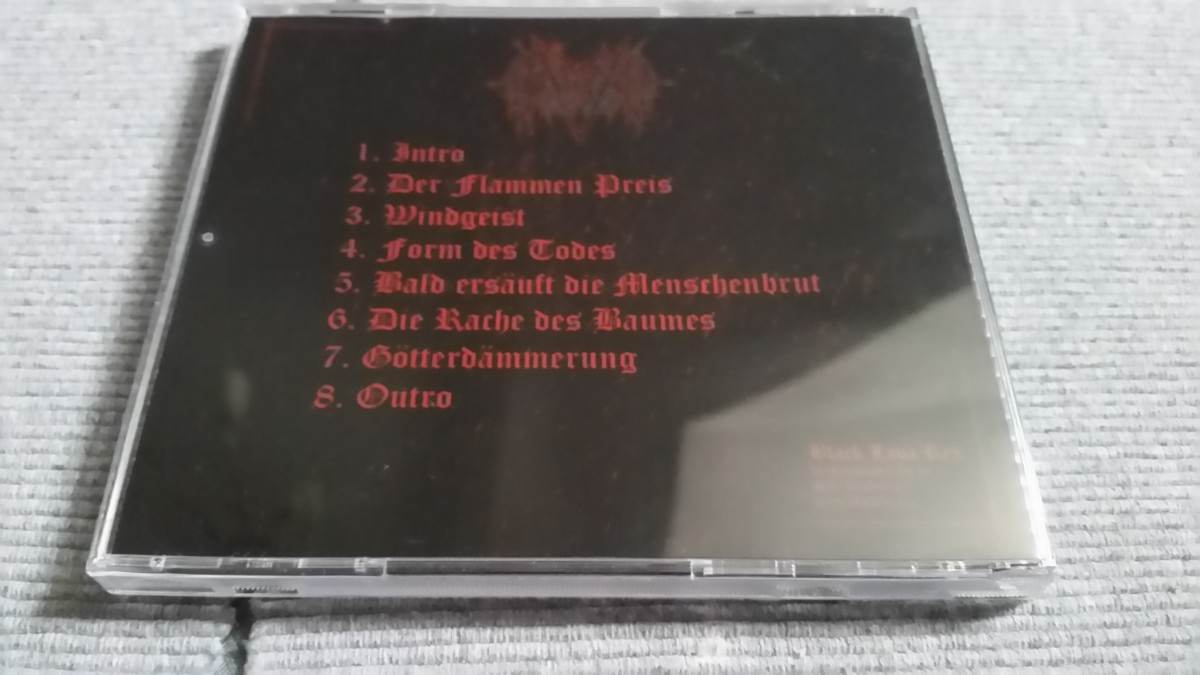 1. Intro
2. Der Flammen Preis
3. Windgeist
4. Form des Todes
5. Bald ersäuft die Menschenbrut
6. Die Rache des Baumes
7. Götterdämmerung
8. Outro
Black